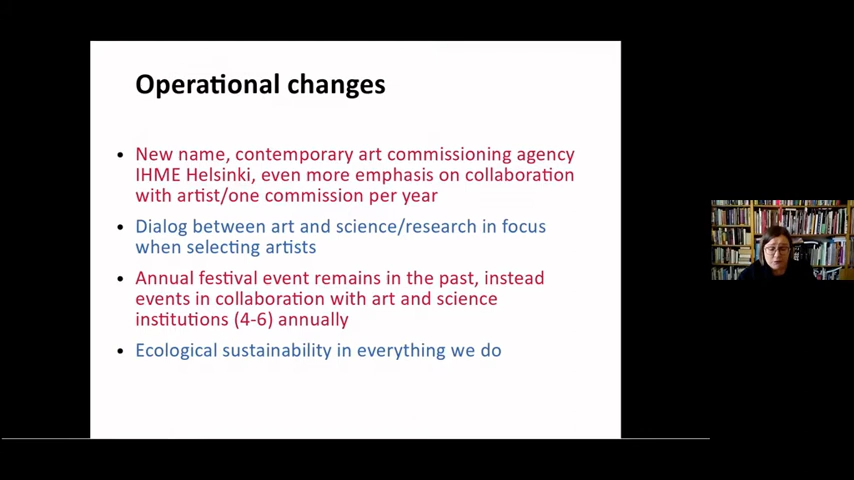 Operational changes
• New name, contemporary art commissioning agency
IHME Helsinki, even more emphasis on collaboration
with artist/one commission per year
• Dialog between art and science/research in focus
when selecting artists
• Annual festival event remains in the past, instead
events in collaboration with art and science
institutions (4-6) annually
• Ecological sustainability in everything we do